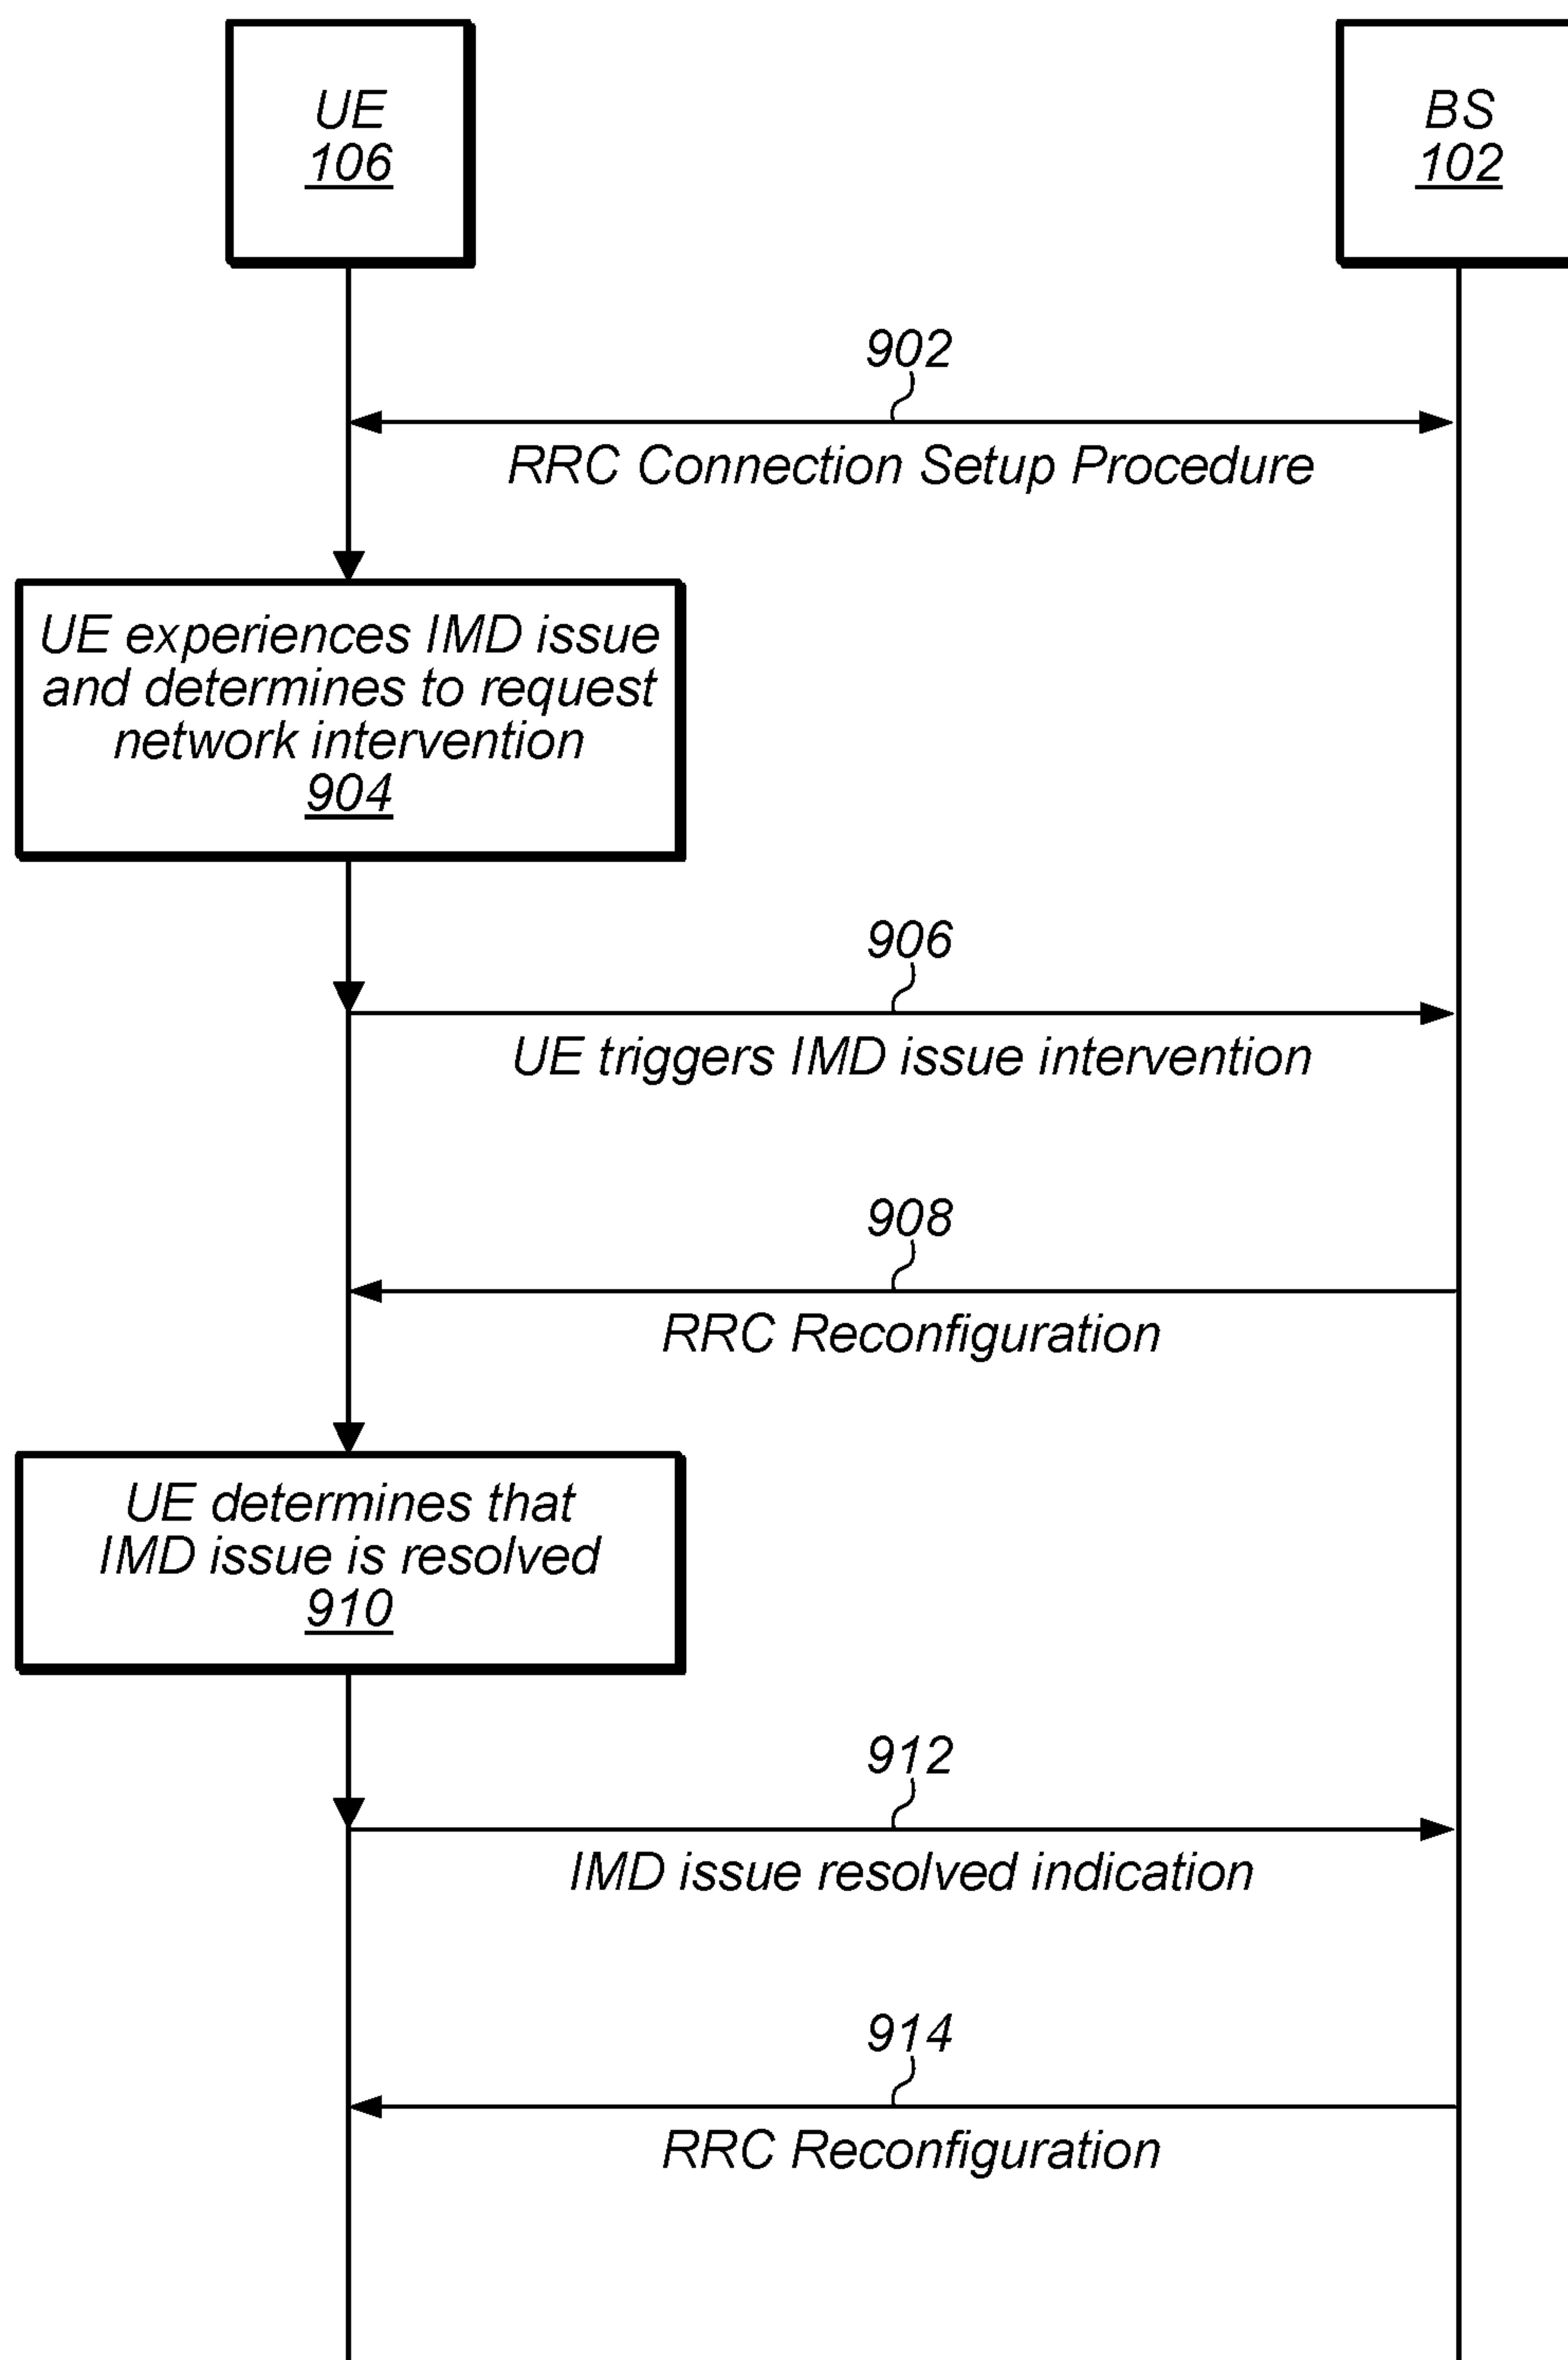 UE
106
BS
102
902
RRC Connection Setup Procedure
UE experiences IMD issue
and determines to request
network intervention
904
906
UE triggers IMD issue intervention
908
RRC Reconfiguration
UE determines that
IMD issue is resolved
910
912
IMD issue resolved indication
914
RRC Reconfiguration